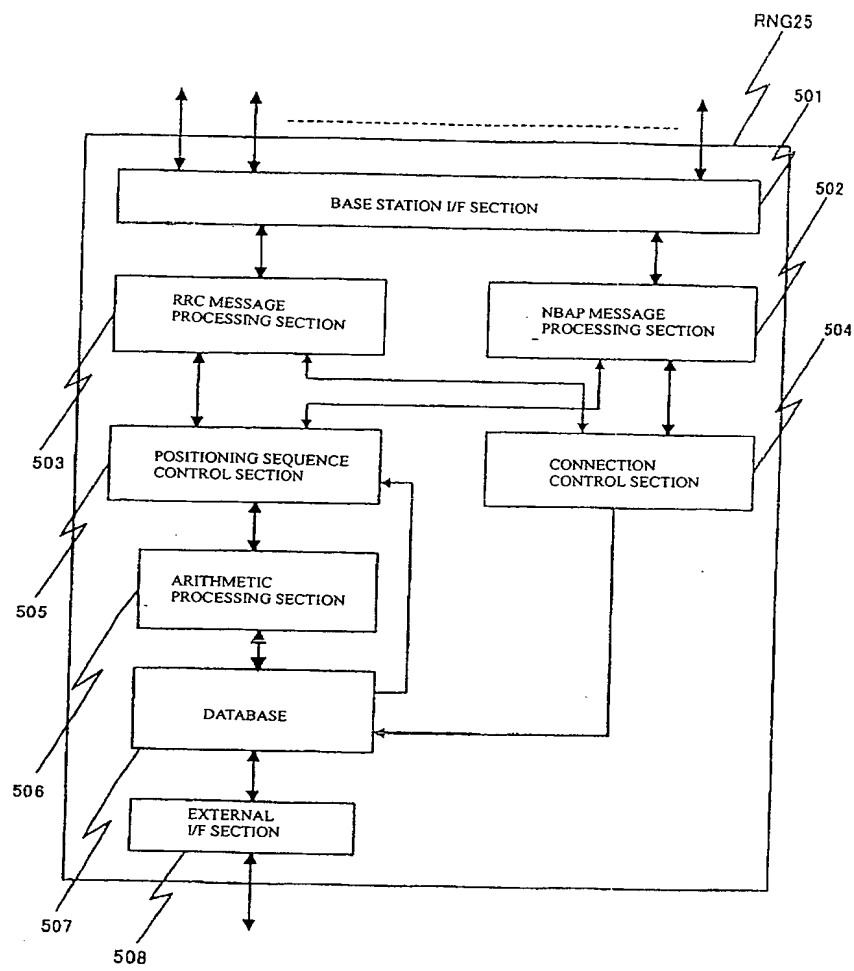 RNG25
501
BASE STATION I/F SECTION
502
RRC MESSAGE
PROCESSING SECTION
NBAP MESSAGE
PROCESSING SECTION
504
503
POSITIONING SEQUENCE
CONTROL SECTION
CONNECTION
CONTROL SECTION
505
ARITHMETIC
PROCESSING SECTION
506
DATABASE
507
EXTERNAL
I/F SECTION
508